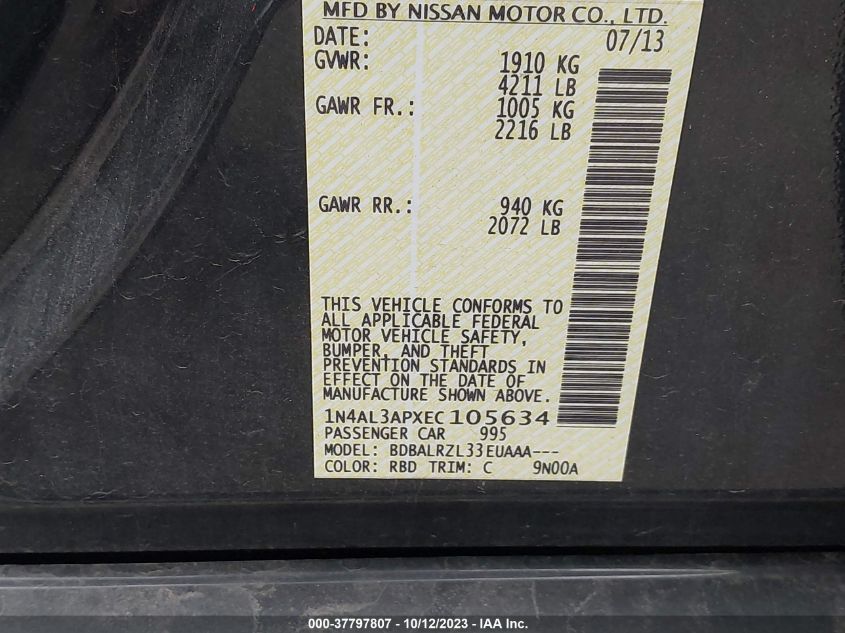 MFD BY NISSAN MOTOR CO., LTD.
DATE: 07/13
GVWR: 1910 KG
4211 LB
GAWR FR.: 1005 KG
2216 LB
GAWR RR.: 940 KG
2072 LB
THIS VEHICLE CONFORMS TO
ALL APPLICABLE FEDERAL
MOTOR VEHICLE SAFETY,
BUMPER, AND THEFT
PREVENTION STANDARDS IN
EFFECT ON THE DATE OF
MANUFACTURE SHOWN ABOVE.
1N4AL3APXEC105634
PASSENGER CAR 995
MODEL: BDBALRZL33EUAAA---
COLOR: RBD TRIM: C 9N00A
000-37797807 - 10/12/2023 - IAA Inc.